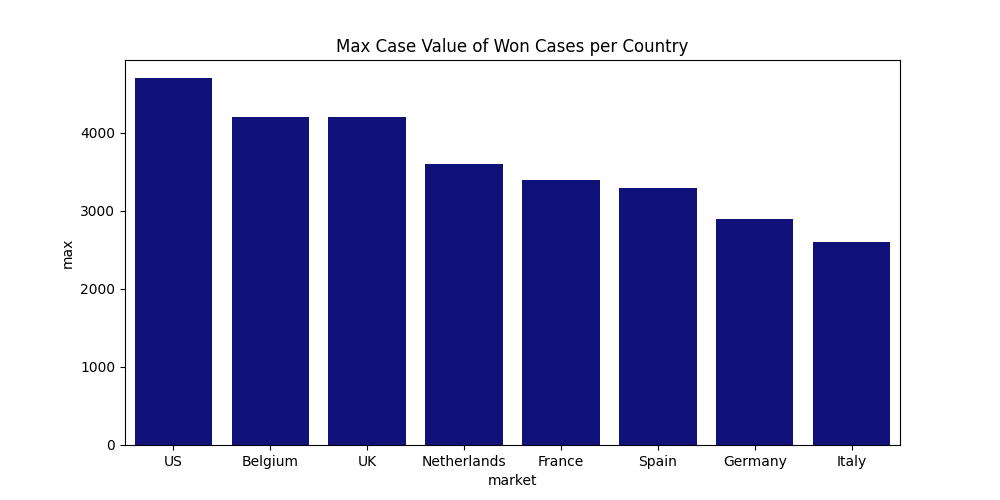 Max Case Value of Won Cases per Country
max
4000
3000
2000
1000
0
US Belgium UK Netherlands France Spain Germany Italy
market